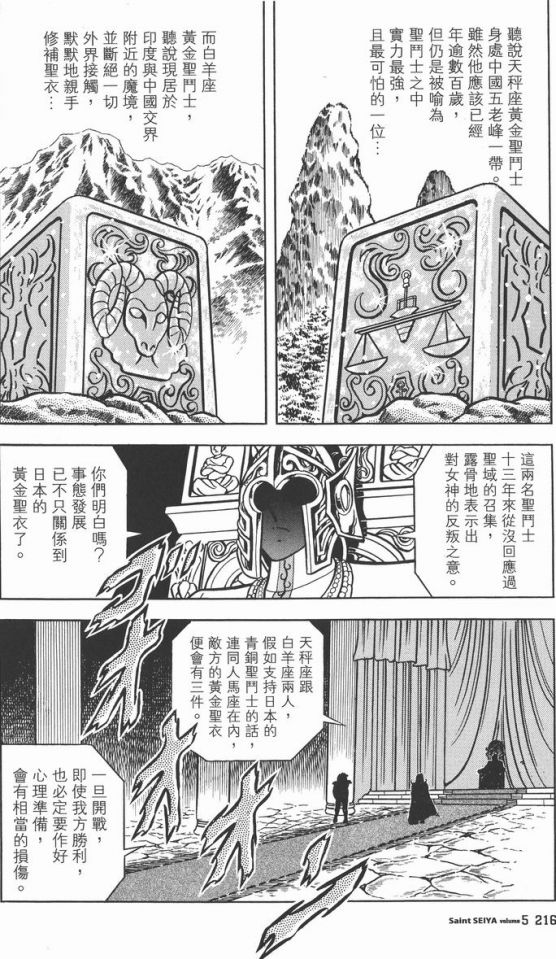 聽說天秤座黃金聖鬥士
身處中國五老峰一帶。
雖然他應該已經
年逾數百歲，
但仍是被喻為
聖鬥士之中
實力最強，
且最可怕的一位…
而白羊座
黃金聖鬥士，
聽說現居於
印度與中國交界
附近的魔境，
並斷絕一切
外界接觸，
默默地親手
修補聖衣…
這兩名聖鬥士
十三年來從沒回應過
聖域的召集，
露骨地表示出
對女神的反叛之意。
你們明白嗎？
事態發展
已不只關係到
日本的
黃金聖衣了。
天秤座跟
白羊座兩人，
假如支持日本的
青銅聖鬥士的話，
連同人馬座在內，
敵方的黃金聖衣
便會有三件。
一旦開戰，
即使我方勝利，
也必定要作好
心理準備，
會有相當的損傷。
Saint SEIYA volume 5 216